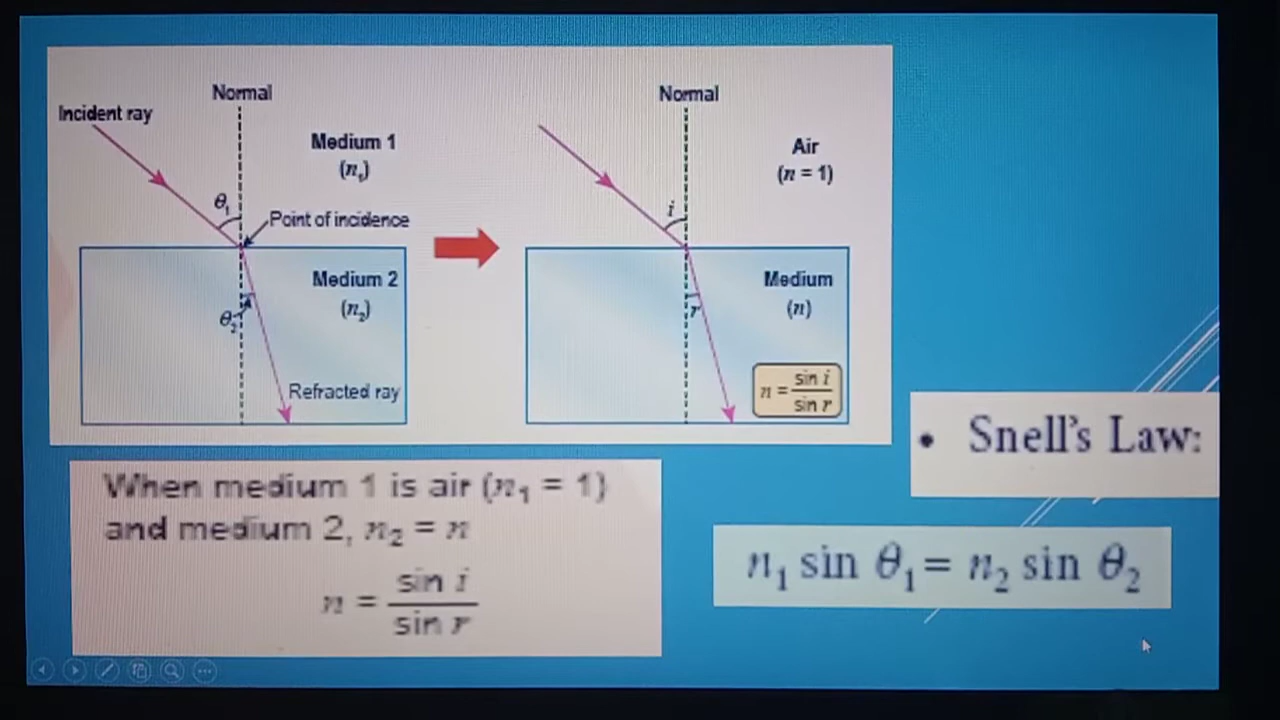 Normal
Incident ray
Medium 1
(n₁)
θ₁
Point of incidence
Medium 2
(n₂)
θ₂
Refracted ray
Normal
Air
(n = 1)
i
Medium
(n)
r
n = sin i / sin r
When medium 1 is air (n₁ = 1)
and medium 2, n₂ = n
n = sin i / sin r
• Snell's Law:
n₁ sin θ₁ = n₂ sin θ₂